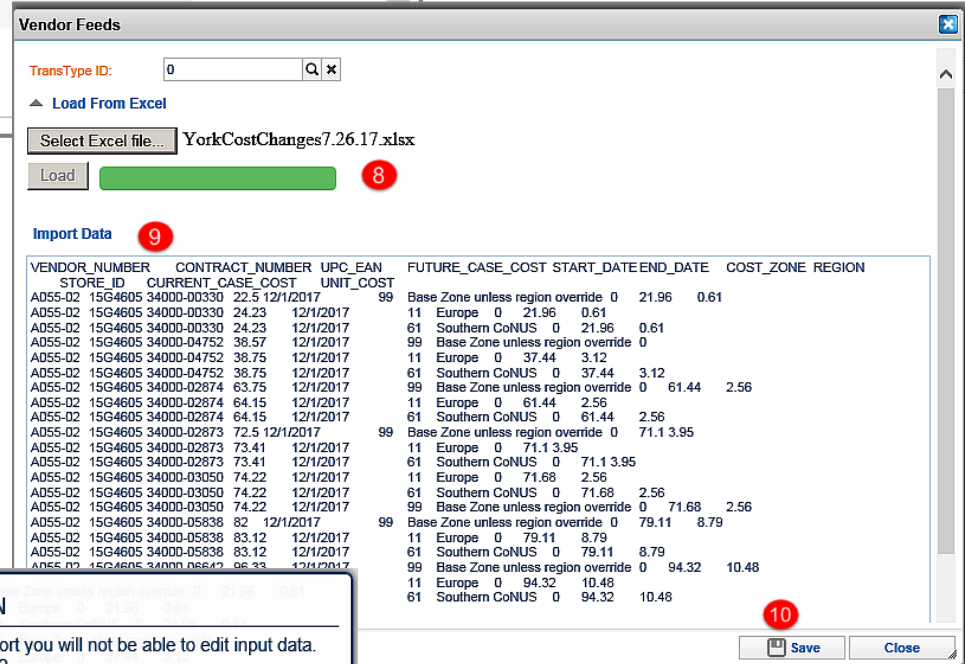 Vendor Feeds
TransType ID: 0
Load From Excel
Select Excel file... YorkCostChanges7.26.17.xlsx
Load 8
Import Data 9
VENDOR_NUMBER CONTRACT_NUMBER UPC_EAN FUTURE_CASE_COST START_DATE END_DATE COST_ZONE REGION
STORE_ID CURRENT_CASE_COST UNIT_COST
A055-02 15G4605 34000-00330 22.5 12/1/2017 99 Base Zone unless region override 0 21.96 0.61
A055-02 15G4605 34000-00330 24.23 12/1/2017 11 Europe 0 21.96 0.61
A055-02 15G4605 34000-00330 24.23 12/1/2017 61 Southern CoNUS 0 21.96 0.61
A055-02 15G4605 34000-04752 38.57 12/1/2017 99 Base Zone unless region override 0
A055-02 15G4605 34000-04752 38.75 12/1/2017 11 Europe 0 37.44 3.12
A055-02 15G4605 34000-04752 38.75 12/1/2017 61 Southern CoNUS 0 37.44 3.12
A055-02 15G4605 34000-02874 63.75 12/1/2017 99 Base Zone unless region override 0 61.44 2.56
A055-02 15G4605 34000-02874 64.15 12/1/2017 11 Europe 0 61.44 2.56
A055-02 15G4605 34000-02874 64.15 12/1/2017 61 Southern CoNUS 0 61.44 2.56
A055-02 15G4605 34000-02873 72.5 12/1/2017 99 Base Zone unless region override 0 71.1 3.95
A055-02 15G4605 34000-02873 73.41 12/1/2017 11 Europe 0 71.1 3.95
A055-02 15G4605 34000-02873 73.41 12/1/2017 61 Southern CoNUS 0 71.1 3.95
A055-02 15G4605 34000-03050 74.22 12/1/2017 11 Europe 0 71.68 2.56
A055-02 15G4605 34000-03050 74.22 12/1/2017 61 Southern CoNUS 0 71.68 2.56
A055-02 15G4605 34000-03050 74.22 12/1/2017 99 Base Zone unless region override 0 71.68 2.56
A055-02 15G4605 34000-05838 82 12/1/2017 99 Base Zone unless region override 0 79.11 8.79
A055-02 15G4605 34000-05838 83.12 12/1/2017 11 Europe 0 79.11 8.79
A055-02 15G4605 34000-05838 83.12 12/1/2017 61 Southern CoNUS 0 79.11 8.79
A055-02 15G4605 34000-06642 96.33 12/1/2017 99 Base Zone unless region override 0 94.32 10.48
11 Europe 0 94.32 10.48
61 Southern CoNUS 0 94.32 10.48
N
ort you will not be able to edit input data.
10
Save Close